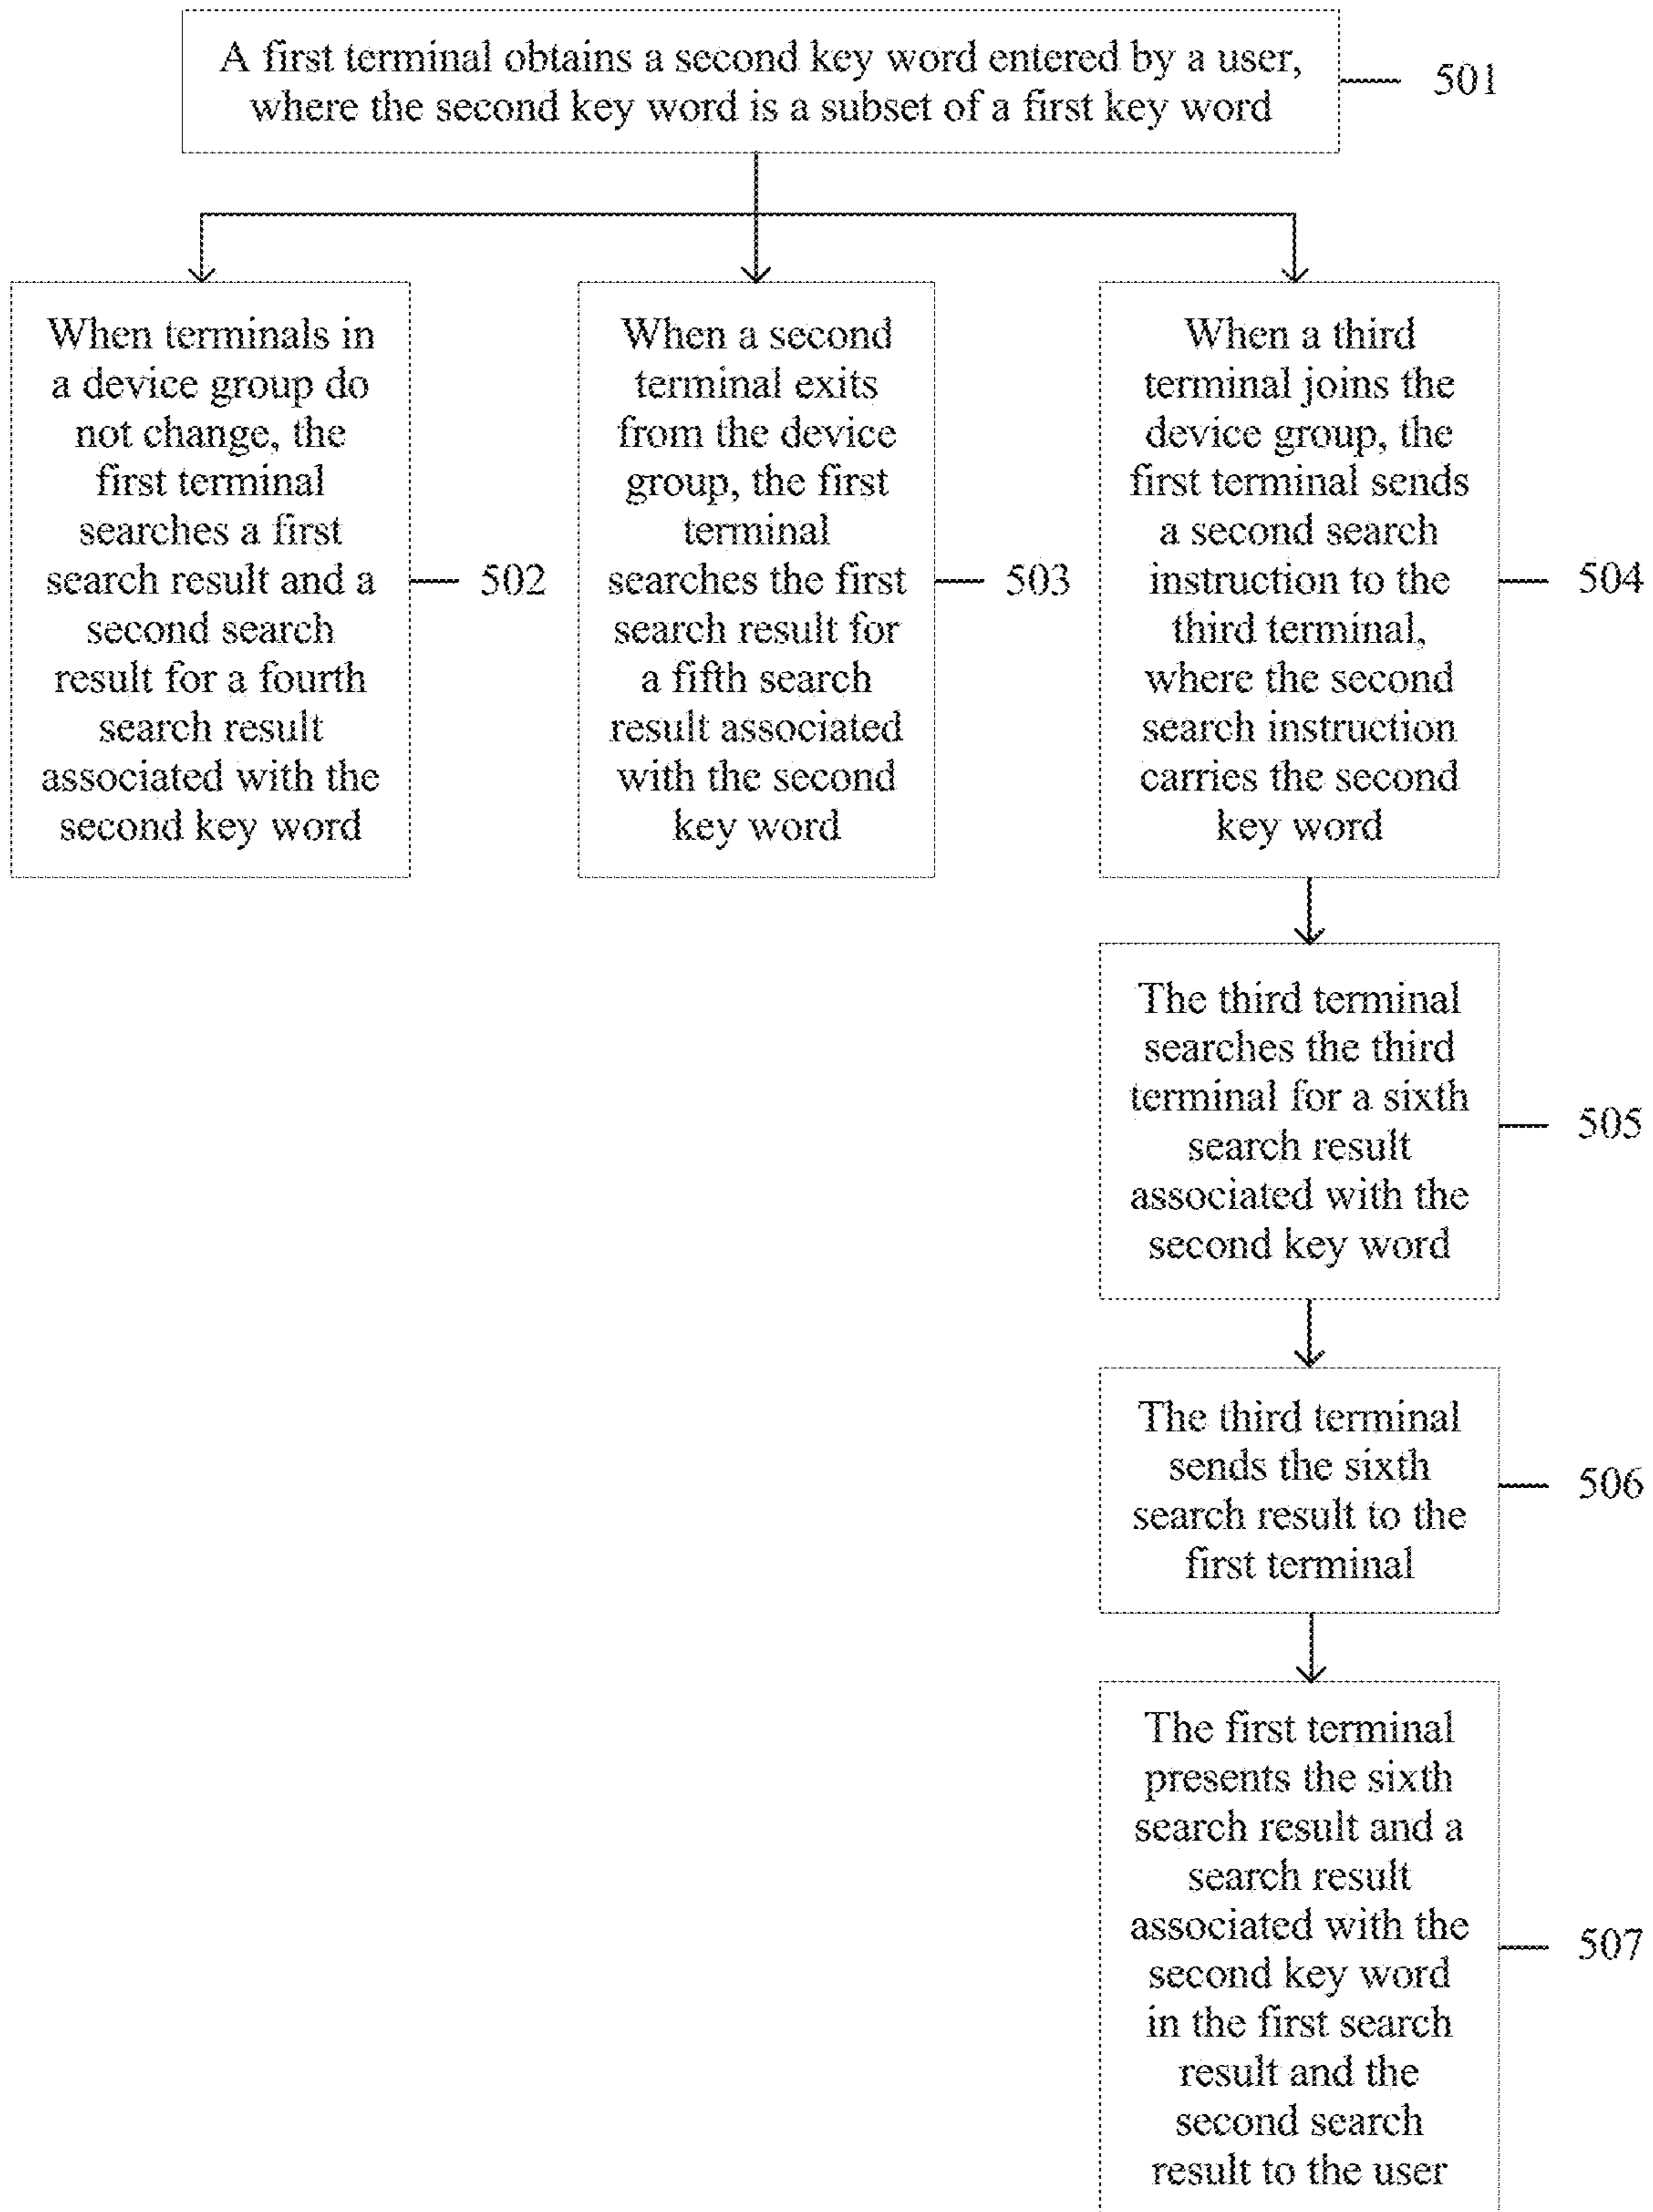 A first terminal obtains a second key word entered by a user,
where the second key word is a subset of a first key word
501
When terminals in
a device group do
not change, the
first terminal
searches a first
search result and a
second search
result for a fourth
search result
associated with the
second key word
502
When a second
terminal exits
from the device
group, the first
terminal
searches the first
search result for
a fifth search
result associated
with the second
key word
503
When a third
terminal joins the
device group, the
first terminal sends
a second search
instruction to the
third terminal,
where the second
search instruction
carries the second
key word
504
The third terminal
searches the third
terminal for a sixth
search result
associated with the
second key word
505
The third terminal
sends the sixth
search result to the
first terminal
506
The first terminal
presents the sixth
search result and a
search result
associated with the
second key word
in the first search
result and the
second search
result to the user
507